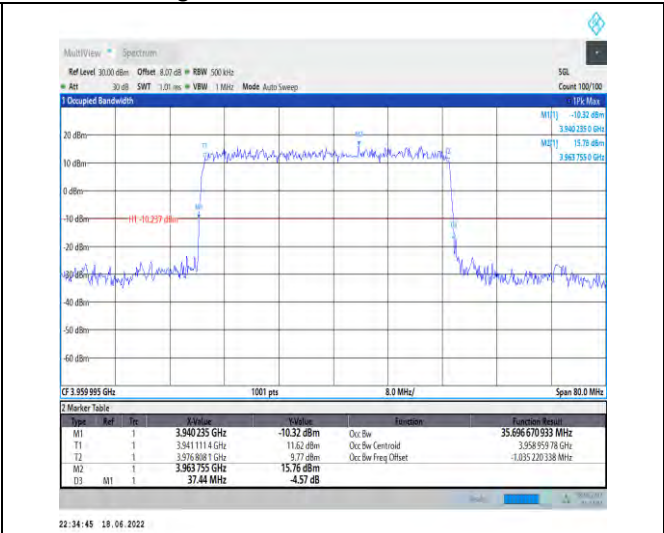 MultiView Spectrum
Ref Level 30.00 dBm Offset 8.07 dB RBW 500 kHz SGL
Att 30 dB SWT 1.01 ms VBW 1 MHz Mode Auto Sweep Count 100/100
1 Occupied Bandwidth 1Pk Max
M1[1] -10.32 dBm
3.940 235 0 GHz
20 dBm M2[1] 15.76 dBm
3.963 755 0 GHz
10 dBm
0 dBm
M1
-10 dBm H1 -10.237 dBm
-20 dBm
-30 dBm
-40 dBm
-50 dBm
-60 dBm
CF 3.959 995 GHz 1001 pts 8.0 MHz/ Span 80.0 MHz
2 Marker Table
Type Ref Trc X-Value Y-Value Function Function Result
M1 1 3.940 235 GHz -10.32 dBm Occ Bw 35.696 670 933 MHz
T1 1 3.941 111 4 GHz 11.62 dBm Occ Bw Centroid 3.958 959 78 GHz
T2 1 3.976 808 1 GHz 9.77 dBm Occ Bw Freq Offset -1.035 220 338 MHz
M2 1 3.963 755 GHz 15.76 dBm
D3 M1 1 37.44 MHz -4.57 dB
22:34:45 18.06.2022